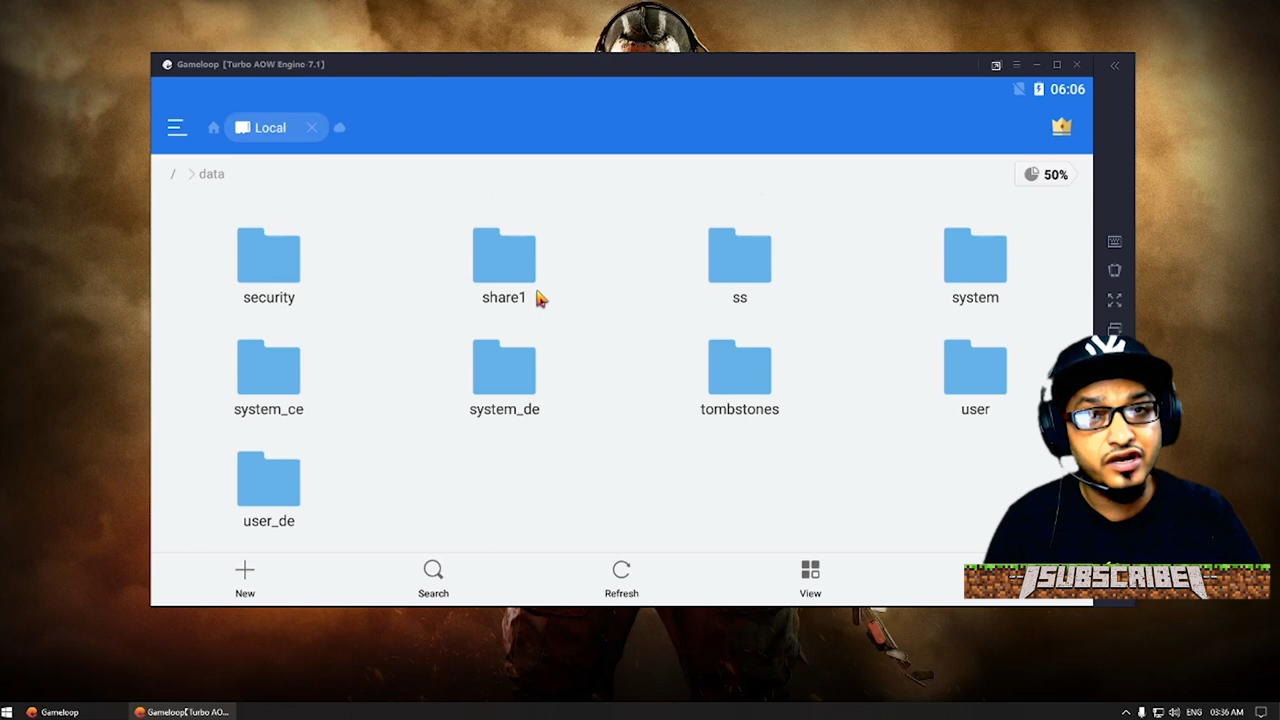 Gameloop [Turbo AOW Engine 7.1]
06:06
Local
/ > data
50%
security
share1
ss
system
system_ce
system_de
tombstones
user
user_de
New
Search
Refresh
View
SUBSCRIBE
Gameloop
Gameloop[Turbo AO...
ENG
03:36 AM